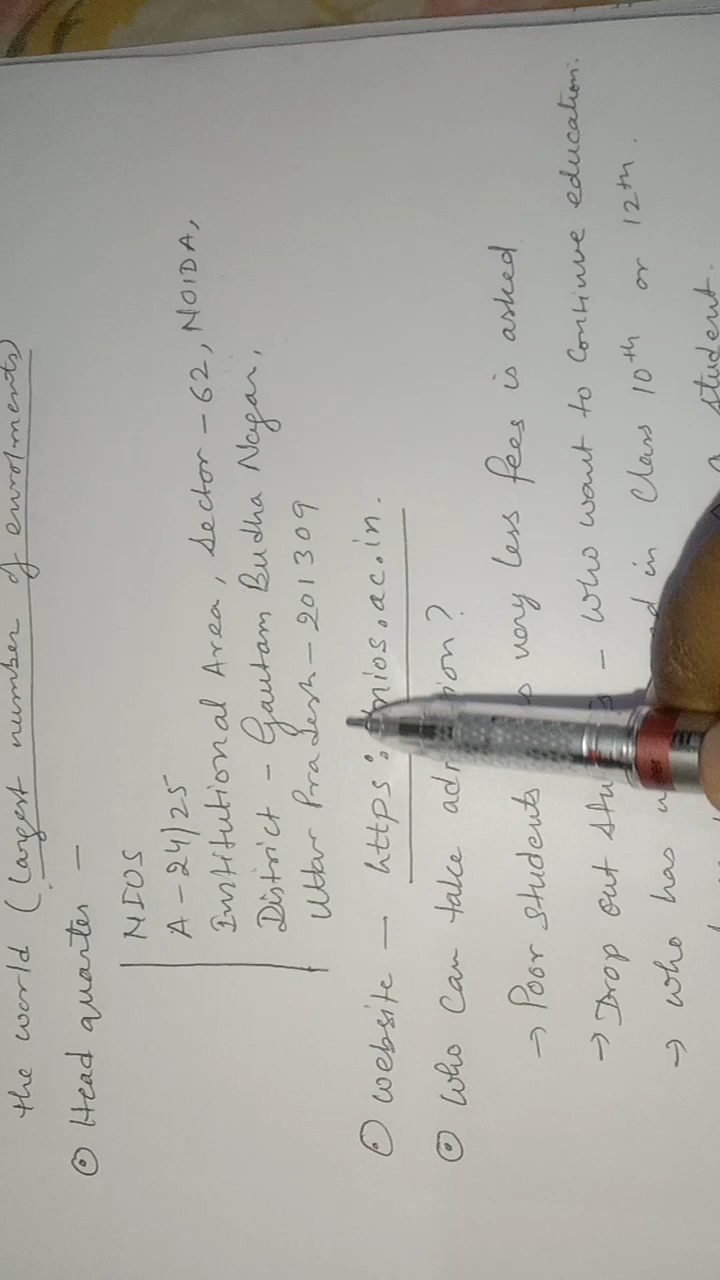 the world (largest number of enrolments)
⊙ Head quarter —
NIOS
A - 24/25
Institutional Area, Sector - 62, NOIDA,
District - Gautam Budha Nagar,
Uttar Pradesh - 201309
⊙ Website — https: nios.ac.in.
⊙ Who can take admission?
→ Poor students very less fees is asked
→ Drop out - who want to continue education.
→ who has in class 10th or 12th.
student.